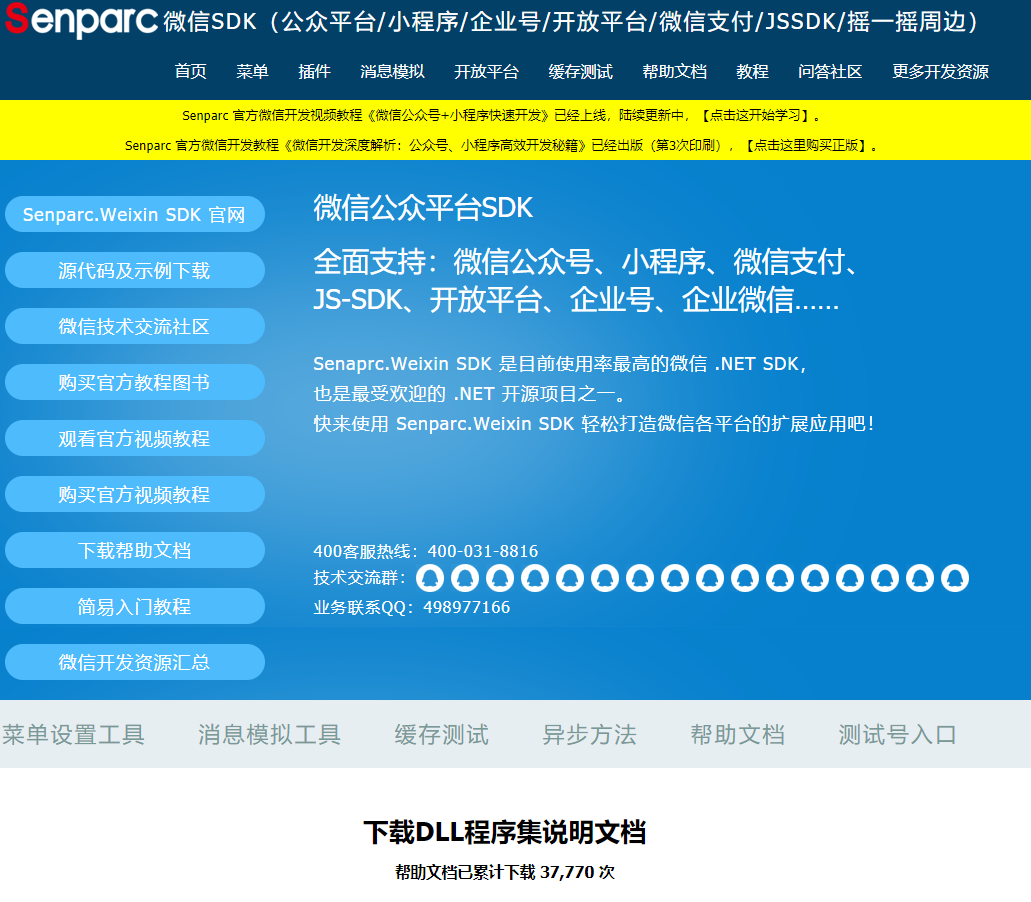 Senparc 微信SDK（公众平台/小程序/企业号/开放平台/微信支付/JSSDK/摇一摇周边）
首页 菜单 插件 消息模拟 开放平台 缓存测试 帮助文档 教程 问答社区 更多开发资源
Senparc 官方微信开发视频教程《微信公众号+小程序快速开发》已经上线，陆续更新中，【点击这开始学习】。
Senparc 官方微信开发教程《微信开发深度解析：公众号、小程序高效开发秘籍》已经出版（第3次印刷），【点击这里购买正版】。
Senparc.Weixin SDK 官网
源代码及示例下载
微信技术交流社区
购买官方教程图书
观看官方视频教程
购买官方视频教程
下载帮助文档
简易入门教程
微信开发资源汇总
微信公众平台SDK
全面支持：微信公众号、小程序、微信支付、
JS-SDK、开放平台、企业号、企业微信……
Senaprc.Weixin SDK 是目前使用率最高的微信 .NET SDK，
也是最受欢迎的 .NET 开源项目之一。
快来使用 Senparc.Weixin SDK 轻松打造微信各平台的扩展应用吧！
400客服热线：400-031-8816
技术交流群：
业务联系QQ：498977166
菜单设置工具 消息模拟工具 缓存测试 异步方法 帮助文档 测试号入口
下载DLL程序集说明文档
帮助文档已累计下载 37,770 次